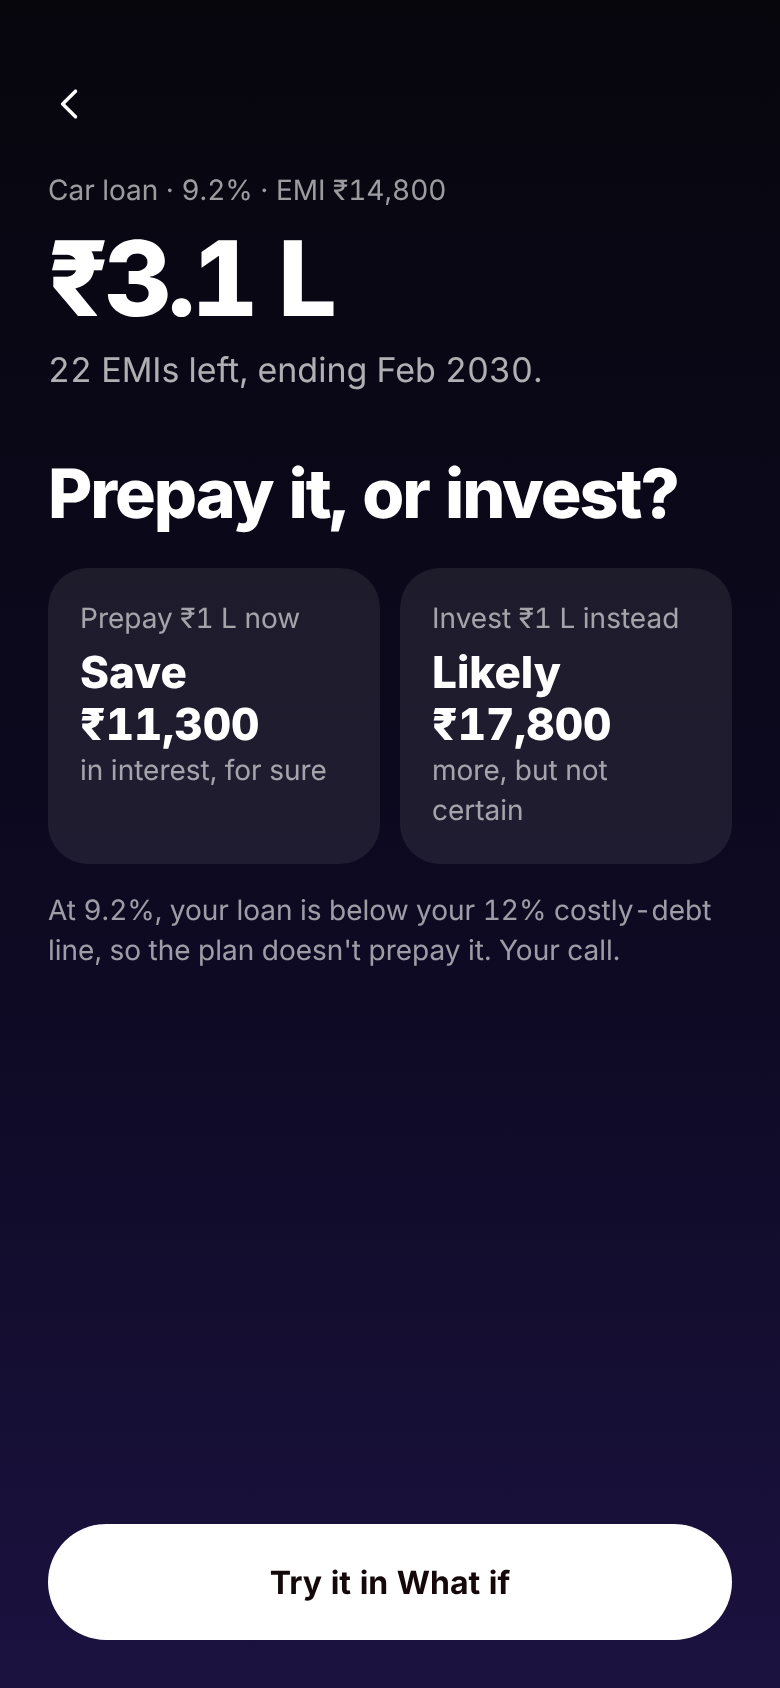 Car loan · 9.2% · EMI ₹14,800
₹3.1 L
22 EMIs left, ending Feb 2030.
Prepay it, or invest?
Prepay ₹1 L now
Save
₹11,300
in interest, for sure
Invest ₹1 L instead
Likely
₹17,800
more, but not
certain
At 9.2%, your loan is below your 12% costly-debt
line, so the plan doesn't prepay it. Your call.
Try it in What if